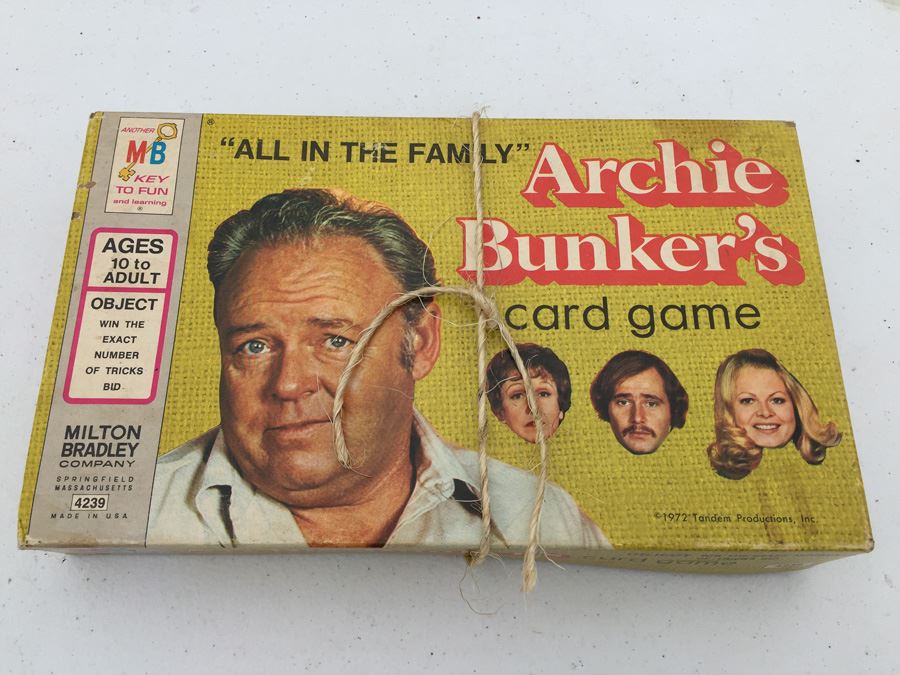 ANOTHER
MB
KEY
TO FUN
and learning
®
AGES
10 to
ADULT
OBJECT
WIN THE
EXACT
NUMBER
OF TRICKS
BID
MILTON
BRADLEY
COMPANY
SPRINGFIELD
MASSACHUSETTS
4239
MADE IN U.S.A.
®
"ALL IN THE FAMILY"
Archie
Bunker's
card game
©1972 Tandem Productions, Inc.